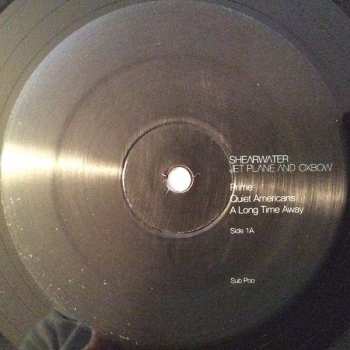 SHEARWATER
JET PLANE AND OXBOW
Prime
Quiet Americans
A Long Time Away
Side 1A
Sub Pop